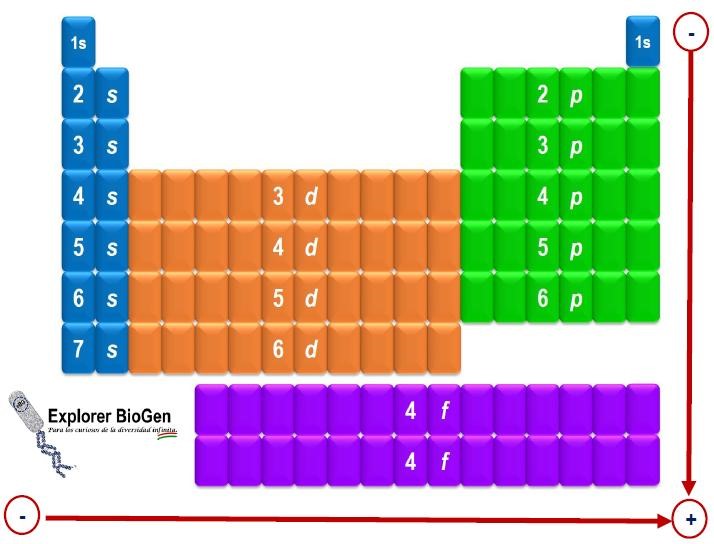 1s 1s -
2 s 2 p
3 s 3 p
4 s 3 d 4 p
5 s 4 d 5 p
6 s 5 d 6 p
7 s 6 d
4 f
Explorer BioGen
Para los curiosos de la diversidad infinita.
4 f
- +